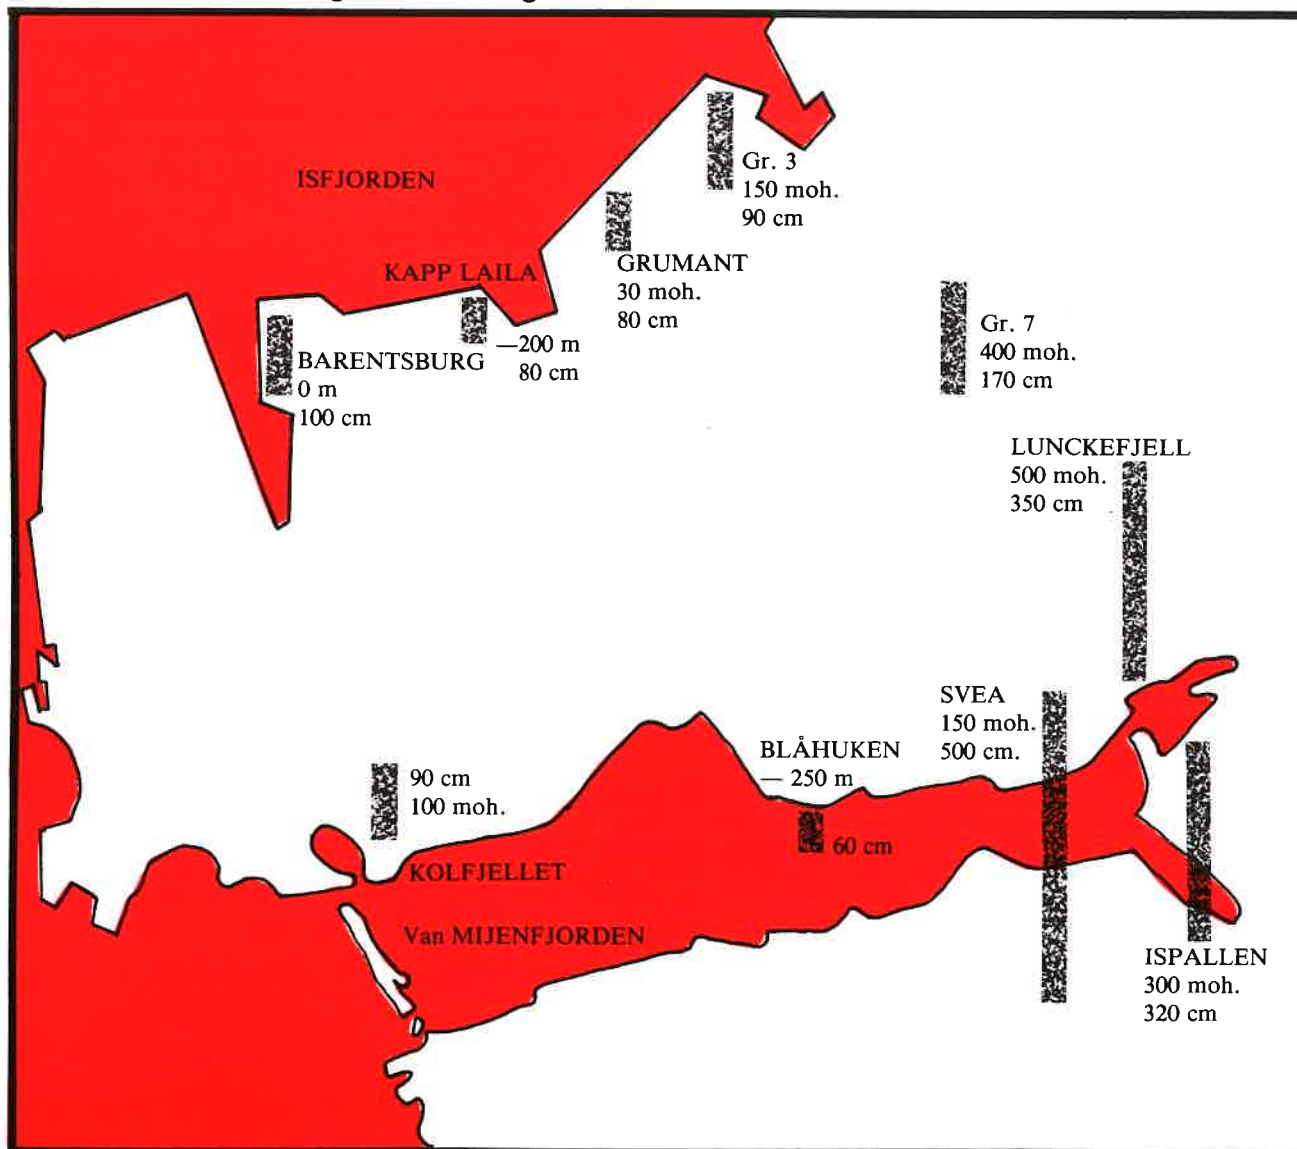 ISFJORDEN
Gr. 3
150 moh.
90 cm
KAPP LAILA
GRUMANT
30 moh.
80 cm
—200 m
80 cm
BARENTSBURG
0 m
100 cm
Gr. 7
400 moh.
170 cm
LUNCKEFJELL
500 moh.
350 cm
SVEA
150 moh.
500 cm.
BLÅHUKEN
— 250 m
60 cm
90 cm
100 moh.
KOLFJELLET
Van MIJENFJORDEN
ISPALLEN
300 moh.
320 cm